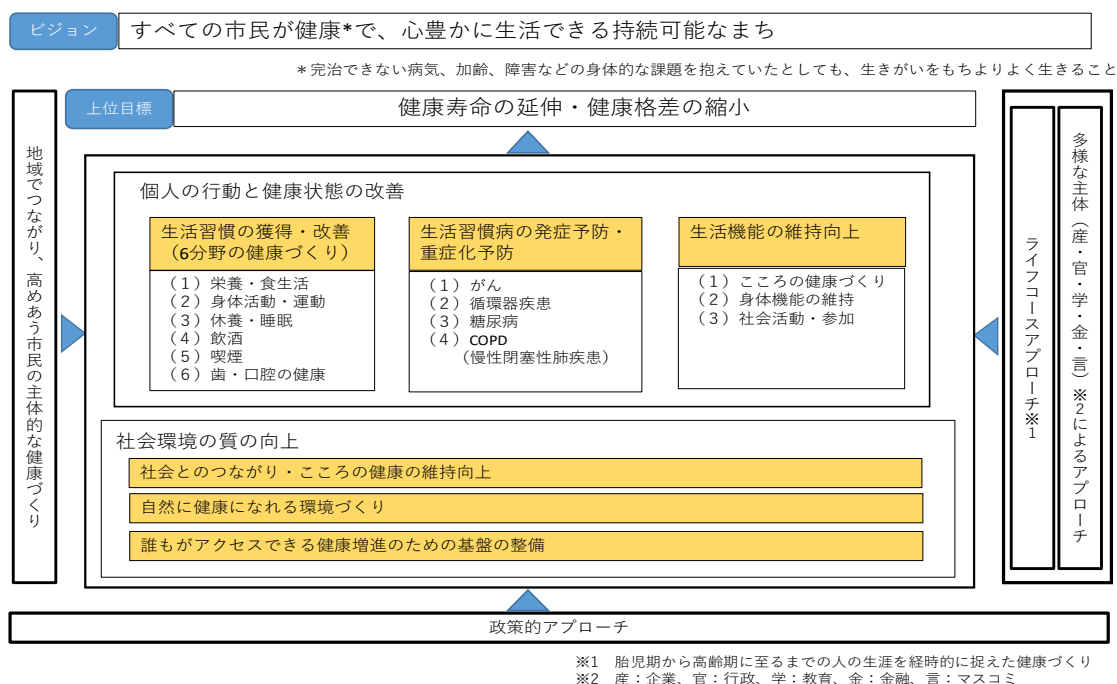 ビジョン
すべての市民が健康*で、心豊かに生活できる持続可能なまち
*完治できない病気、加齢、障害などの身体的な課題を抱えていたとしても、生きがいをもちよりよく生きること
上位目標
健康寿命の延伸・健康格差の縮小
地域でつながり、高めあう市民の主体的な健康づくり
個人の行動と健康状態の改善
生活習慣の獲得・改善
（6分野の健康づくり）
（１）栄養・食生活
（２）身体活動・運動
（３）休養・睡眠
（４）飲酒
（５）喫煙
（６）歯・口腔の健康
生活習慣病の発症予防・
重症化予防
（１）がん
（２）循環器疾患
（３）糖尿病
（４）COPD
（慢性閉塞性肺疾患）
生活機能の維持向上
（１）こころの健康づくり
（２）身体機能の維持
（３）社会活動・参加
社会環境の質の向上
社会とのつながり・こころの健康の維持向上
自然に健康になれる環境づくり
誰もがアクセスできる健康増進のための基盤の整備
ライフコースアプローチ※1
多様な主体（産・官・学・金・言）※2によるアプローチ
政策的アプローチ
※1 胎児期から高齢期に至るまでの人の生涯を経時的に捉えた健康づくり
※2 産：企業、官：行政、学：教育、金：金融、言：マスコミ